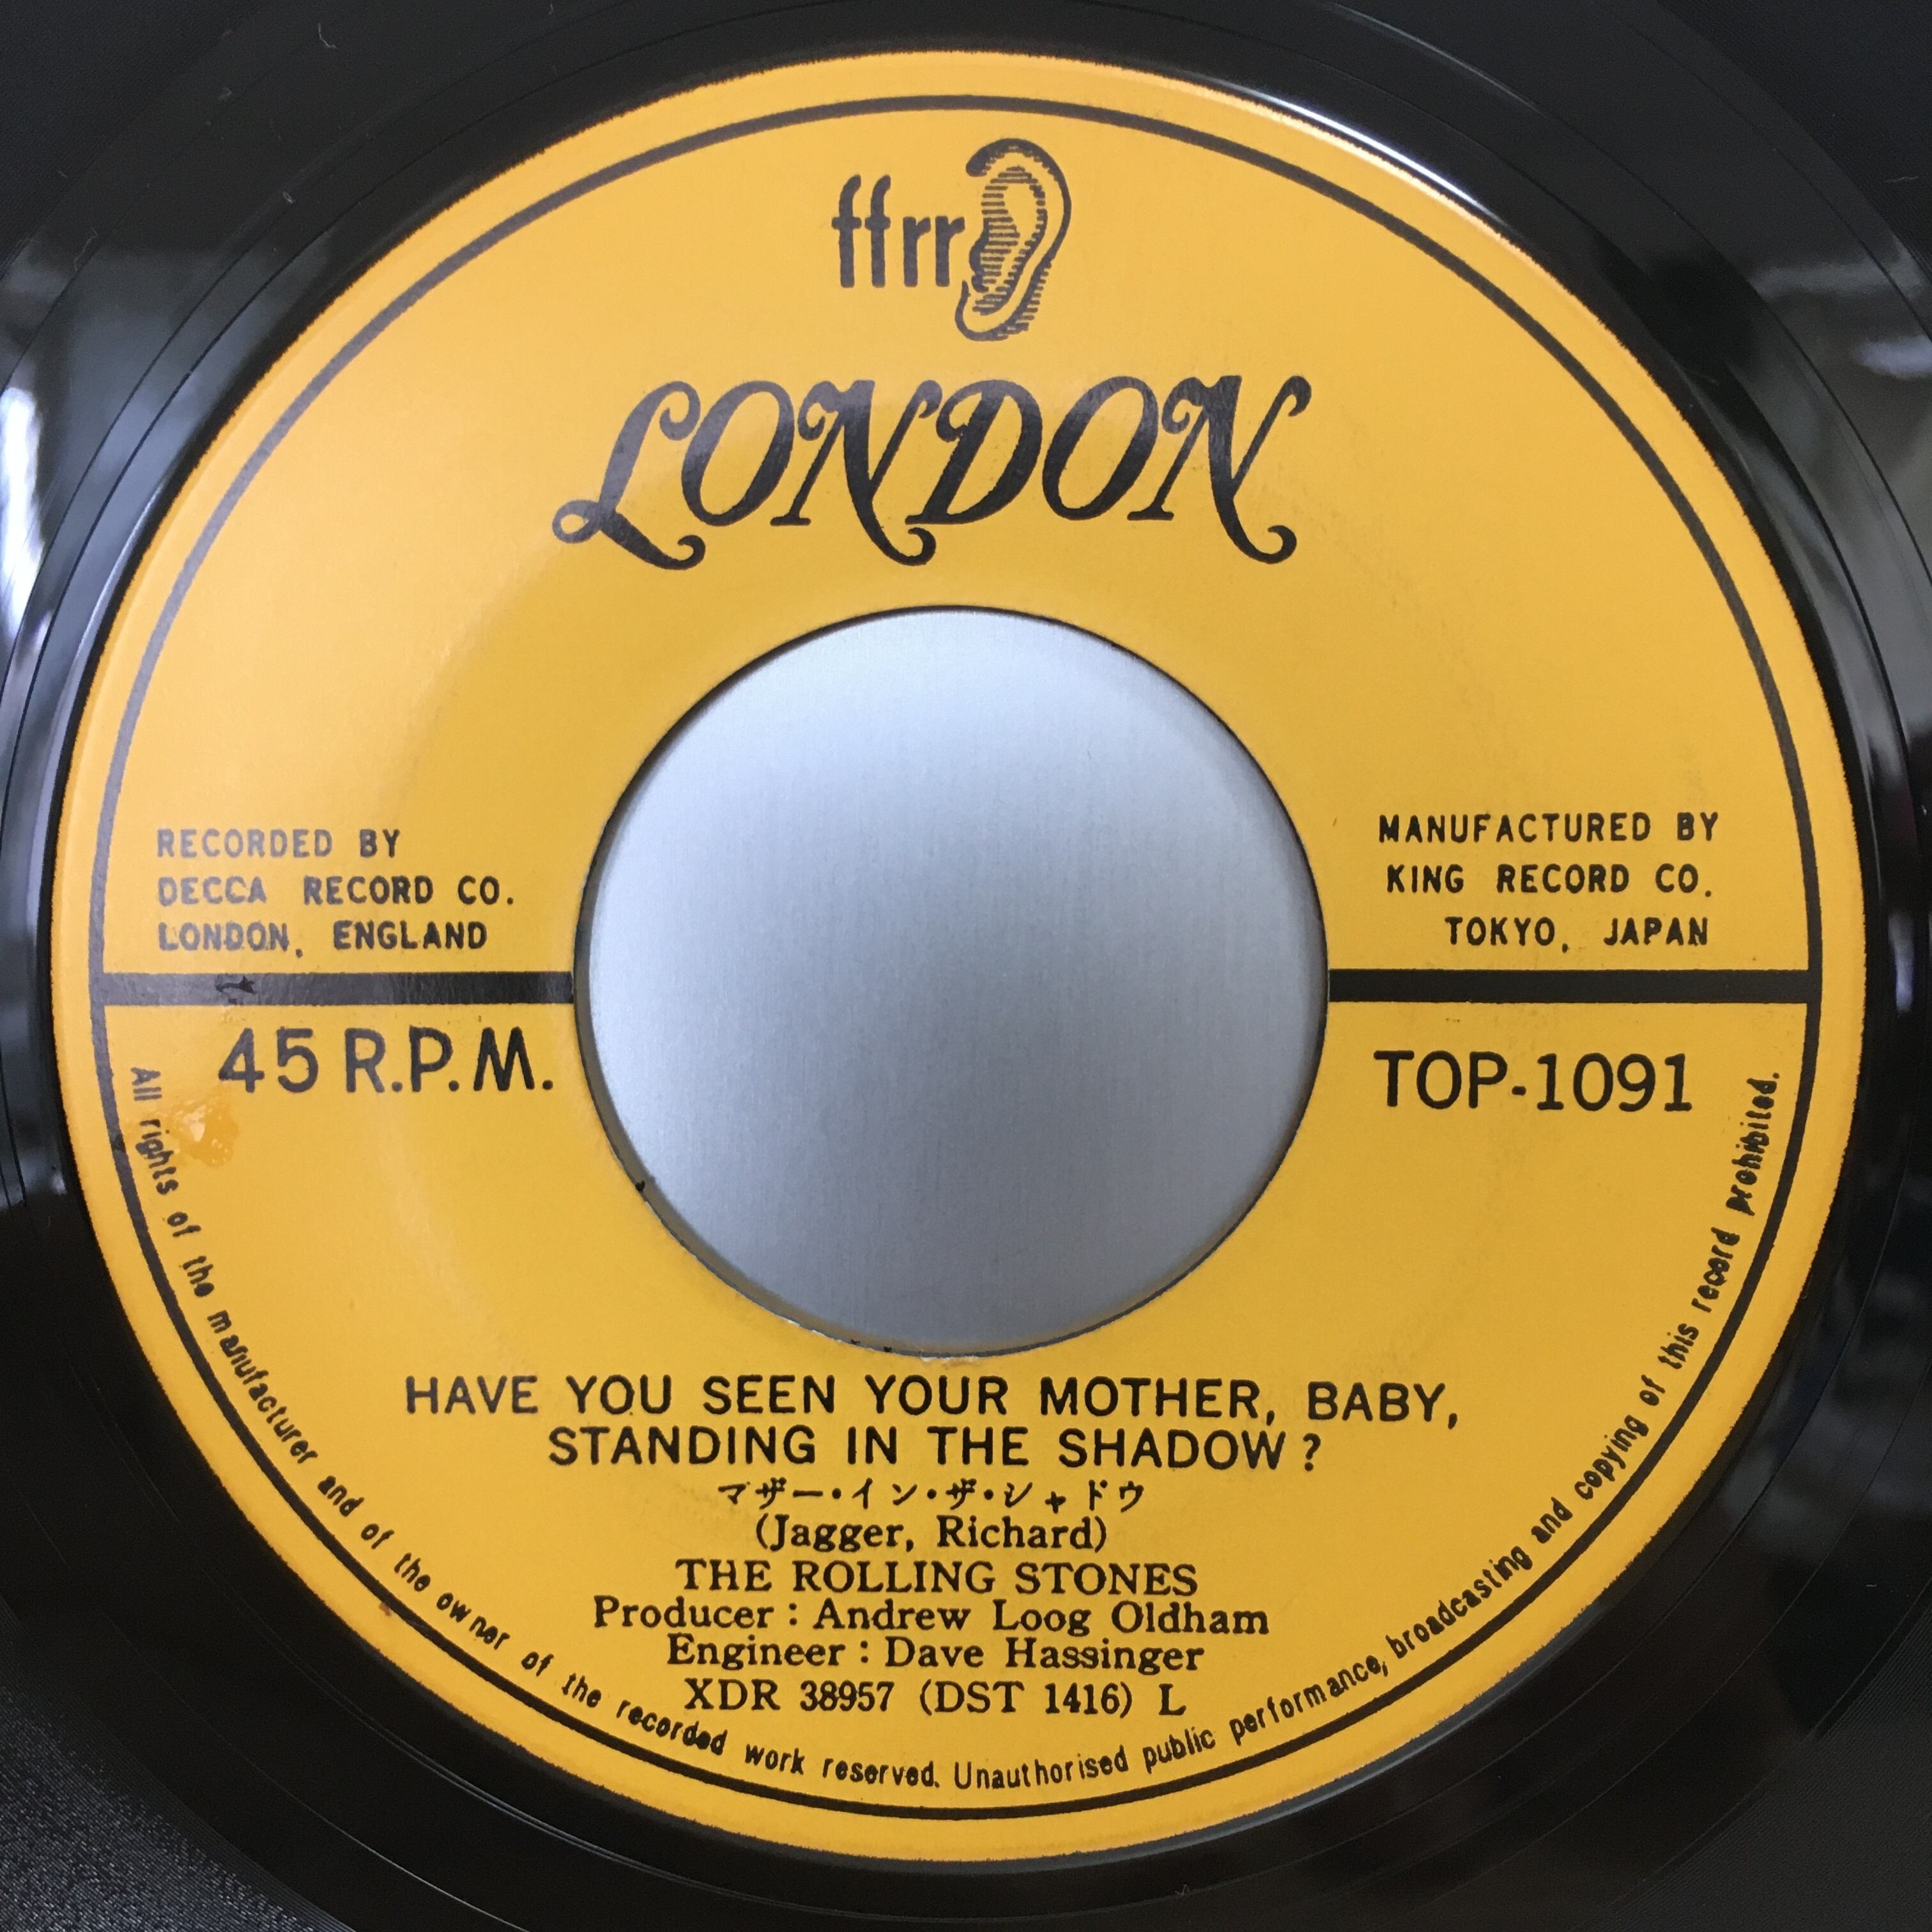 ffrr
LONDON
RECORDED BY
DECCA RECORD CO.
LONDON, ENGLAND
MANUFACTURED BY
KING RECORD CO.
TOKYO, JAPAN
45 R.P.M.
TOP-1091
HAVE YOU SEEN YOUR MOTHER, BABY,
STANDING IN THE SHADOW?
マザー・イン・ザ・シャドウ
(Jagger, Richard)
THE ROLLING STONES
Producer : Andrew Loog Oldham
Engineer : Dave Hassinger
XDR 38957 (DST 1416) L
All rights of the manufacturer and of the owner of the recorded work reserved. Unauthorised public performance, broadcasting and copying of this record prohibited.